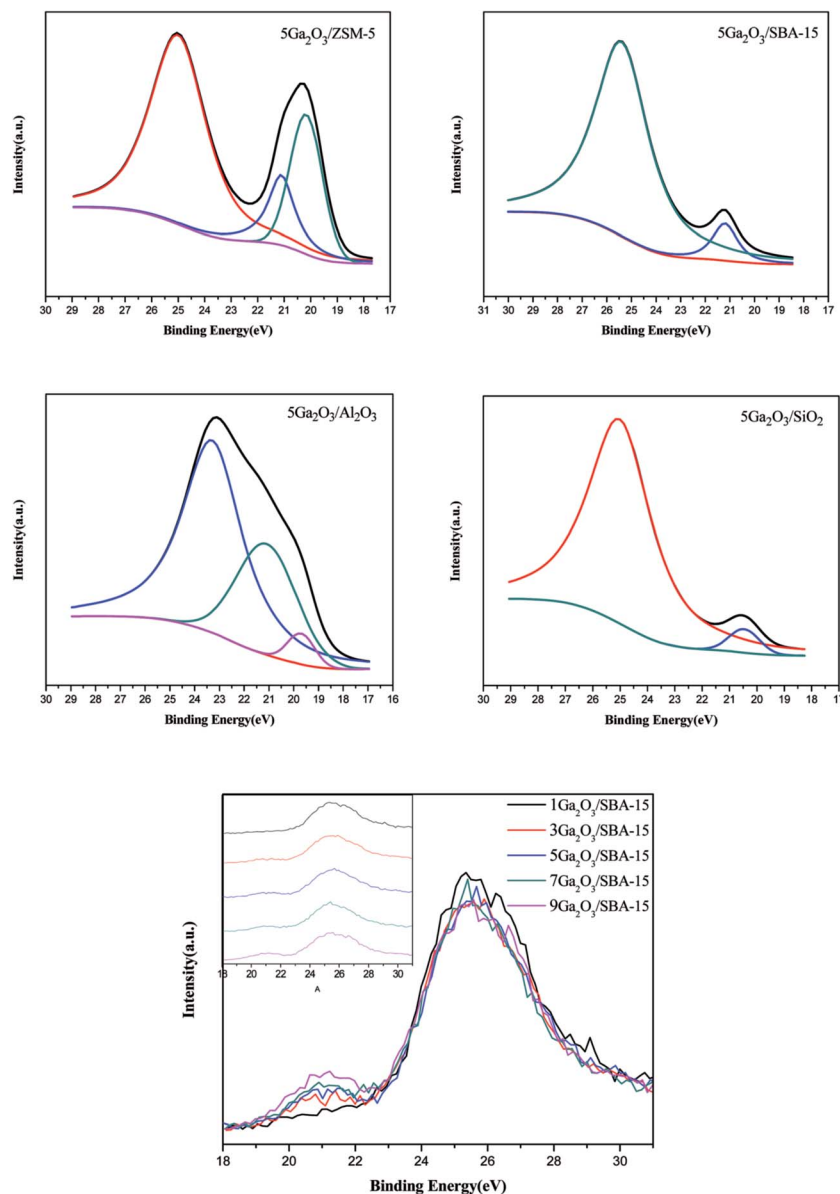 5Ga₂O₃/ZSM-5
Intensity(a.u.)
29 28 27 26 25 24 23 22 21 20 19 18 17
Binding Energy(eV)
5Ga₂O₃/SBA-15
Intensity(a.u.)
31 30 29 28 27 26 25 24 23 22 21 20 19 18 17
Binding Energy(eV)
5Ga₂O₃/Al₂O₃
Intensity(a.u.)
30 29 28 27 26 25 24 23 22 21 20 19 18 17 16
Binding Energy(eV)
5Ga₂O₃/SiO₂
Intensity(a.u.)
30 29 28 27 26 25 24 23 22 21 20 19 18 17
Binding Energy(eV)
1Ga₂O₃/SBA-15
3Ga₂O₃/SBA-15
5Ga₂O₃/SBA-15
7Ga₂O₃/SBA-15
9Ga₂O₃/SBA-15
18 20 22 24 26 28 30
A
Intensity(a.u.)
18 20 22 24 26 28 30
Binding Energy(eV)